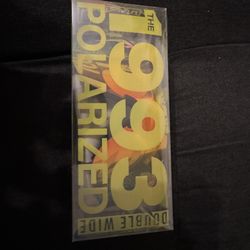 THE
1993
POLARIZED
DOUBLE WIDE